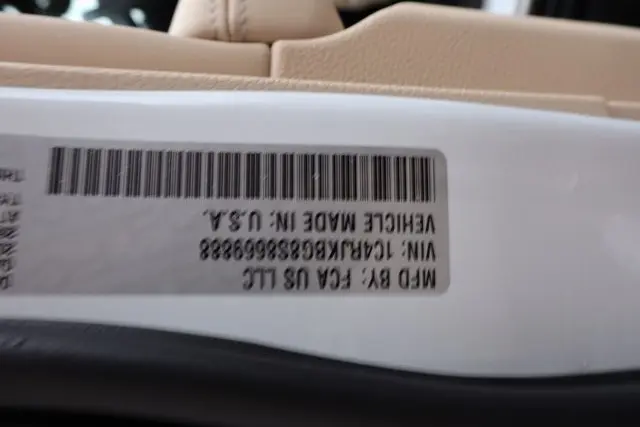 MFD BY: FCA US LLC
VIN: 1C4RJKBG8S8669888
VEHICLE MADE IN: U.S.A.